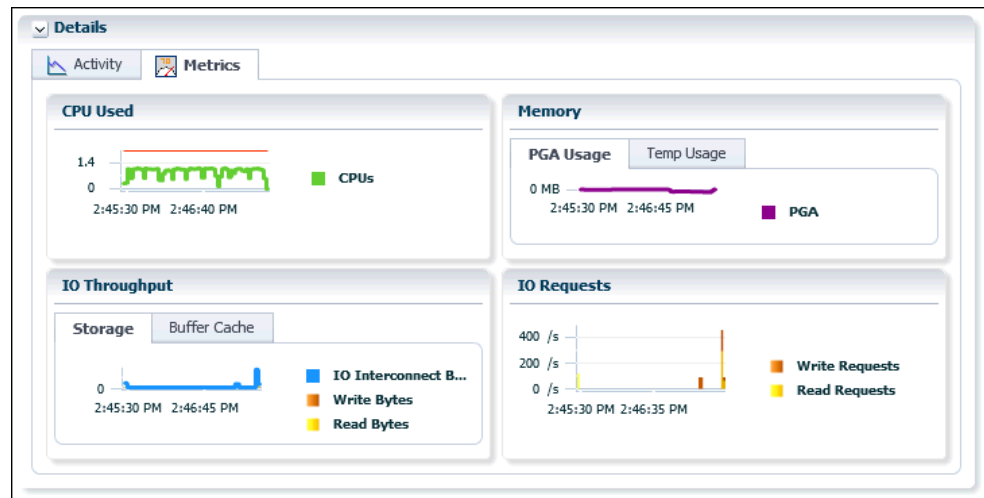 Details
Activity
Metrics
CPU Used
1.4
0
2:45:30 PM 2:46:40 PM
CPUs
Memory
PGA Usage
Temp Usage
0 MB
2:45:30 PM 2:46:45 PM
PGA
IO Throughput
Storage
Buffer Cache
0
2:45:30 PM 2:46:45 PM
IO Interconnect B...
Write Bytes
Read Bytes
IO Requests
400 /s
200 /s
0 /s
2:45:30 PM 2:46:35 PM
Write Requests
Read Requests